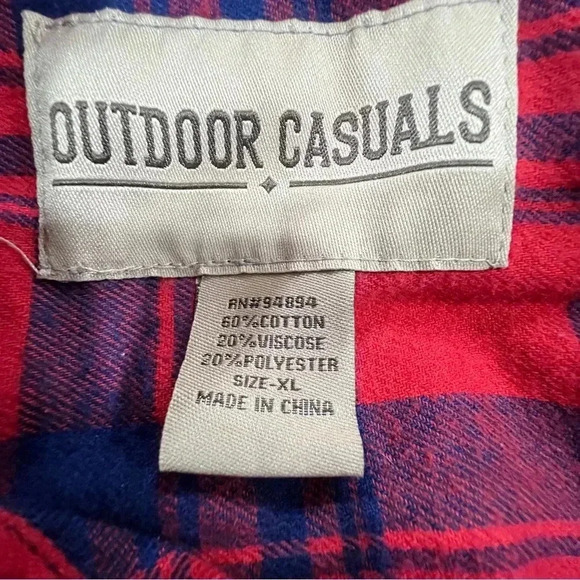 OUTDOOR CASUALS
RN#94894
60%COTTON
20%VISCOSE
20%POLYESTER
SIZE-XL
MADE IN CHINA